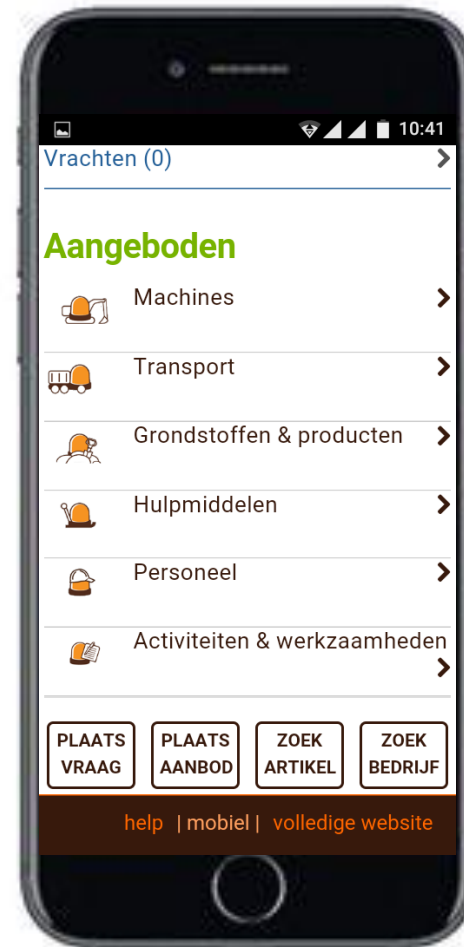 10:41
Vrachten (0)
Aangeboden
Machines
Transport
Grondstoffen & producten
Hulpmiddelen
Personeel
Activiteiten & werkzaamheden
PLAATS VRAAG
PLAATS AANBOD
ZOEK ARTIKEL
ZOEK BEDRIJF
help | mobiel | volledige website